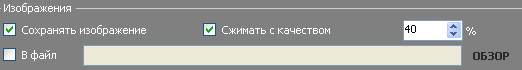 Изображения
Сохранять изображение Сжимать с качеством 40 %
В файл ОБЗОР